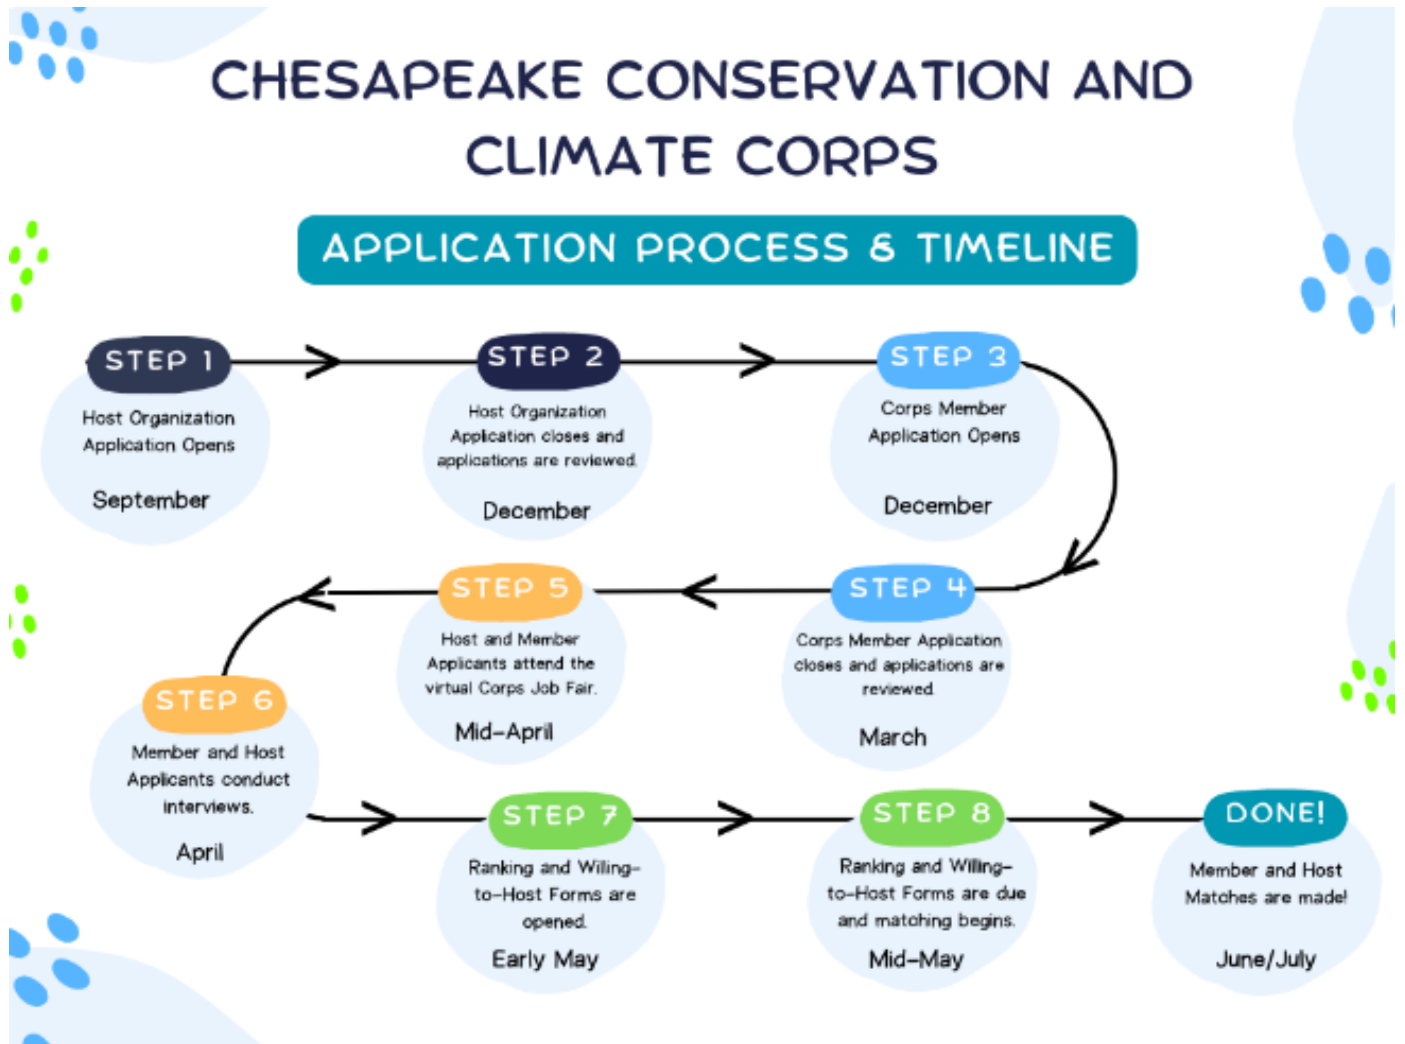 CHESAPEAKE CONSERVATION AND
CLIMATE CORPS
APPLICATION PROCESS & TIMELINE
STEP 1
Host Organization
Application Opens
September
STEP 2
Host Organization
Application closes and
applications are reviewed.
December
STEP 3
Corps Member
Application Opens
December
STEP 4
Corps Member Application
closes and applications are
reviewed.
March
STEP 5
Host and Member
Applicants attend the
virtual Corps Job Fair.
Mid-April
STEP 6
Member and Host
Applicants conduct
interviews.
April
STEP 7
Ranking and Willing-
to-Host Forms are
opened.
Early May
STEP 8
Ranking and Willing-
to-Host Forms are due
and matching begins.
Mid-May
DONE!
Member and Host
Matches are made!
June/July